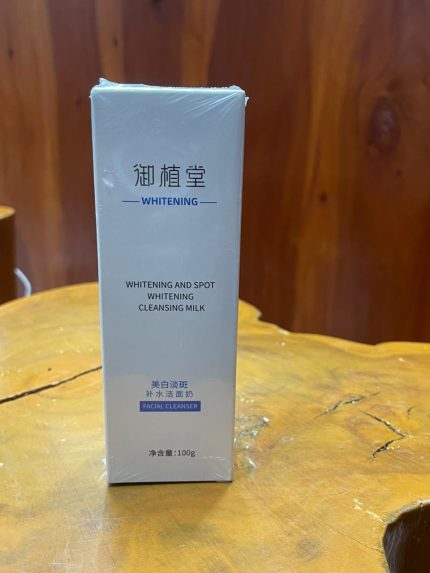 御植堂
WHITENING
WHITENING AND SPOT
WHITENING
CLEANSING MILK
美白淡斑
补水洁面奶
FACIAL CLEANSER
净含量:100g